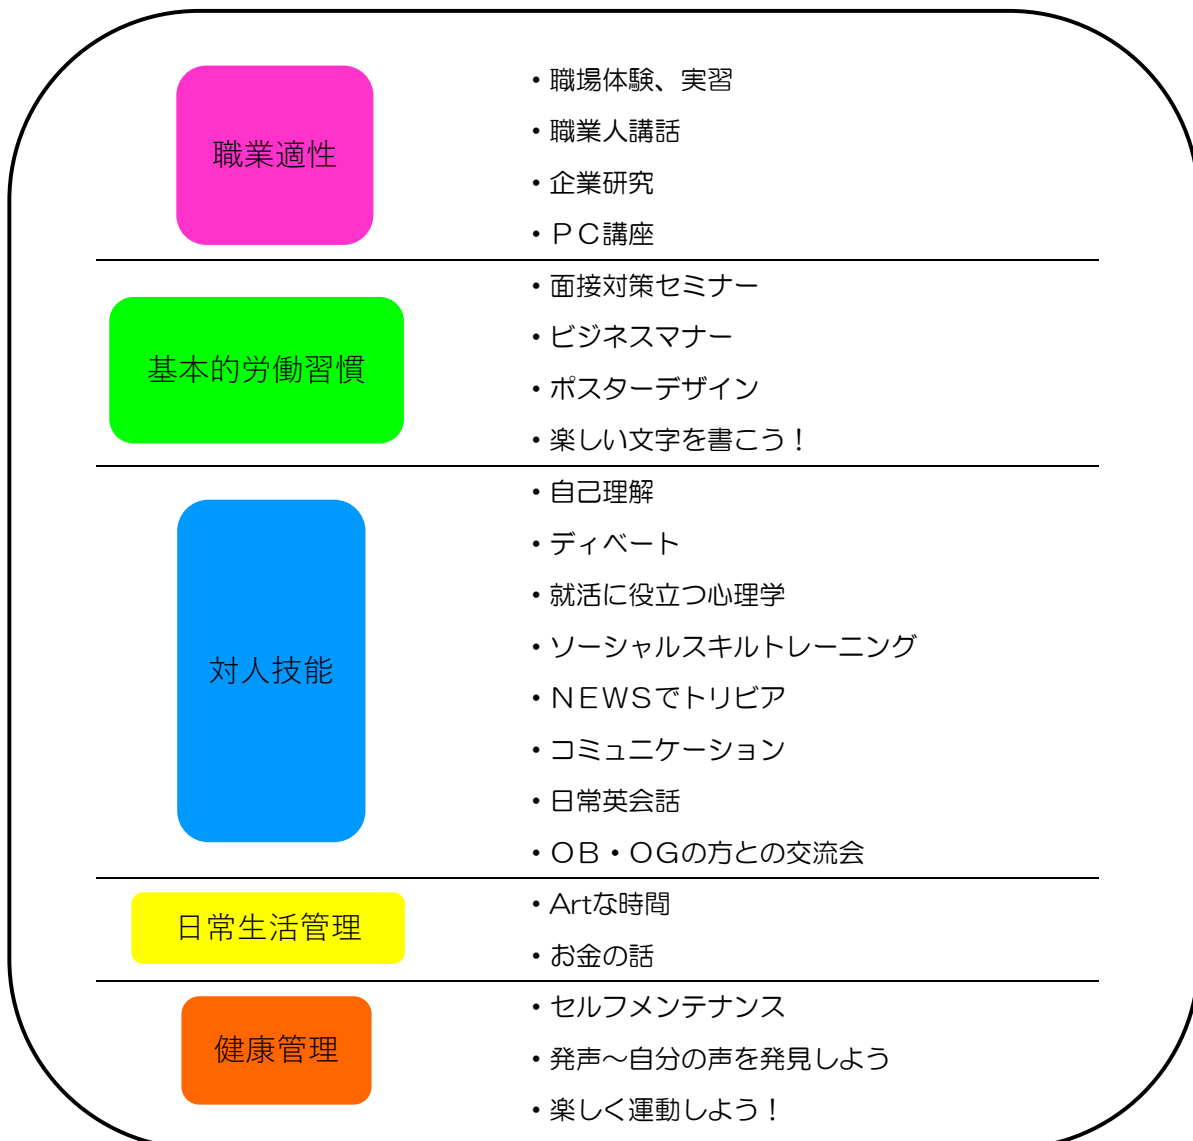 職業適性
・職場体験、実習
・職業人講話
・企業研究
・ＰＣ講座
基本的労働習慣
・面接対策セミナー
・ビジネスマナー
・ポスターデザイン
・楽しい文字を書こう！
対人技能
・自己理解
・ディベート
・就活に役立つ心理学
・ソーシャルスキルトレーニング
・ＮＥＷＳでトリビア
・コミュニケーション
・日常英会話
・ＯＢ・ＯＧの方との交流会
日常生活管理
・Artな時間
・お金の話
健康管理
・セルフメンテナンス
・発声～自分の声を発見しよう
・楽しく運動しよう！